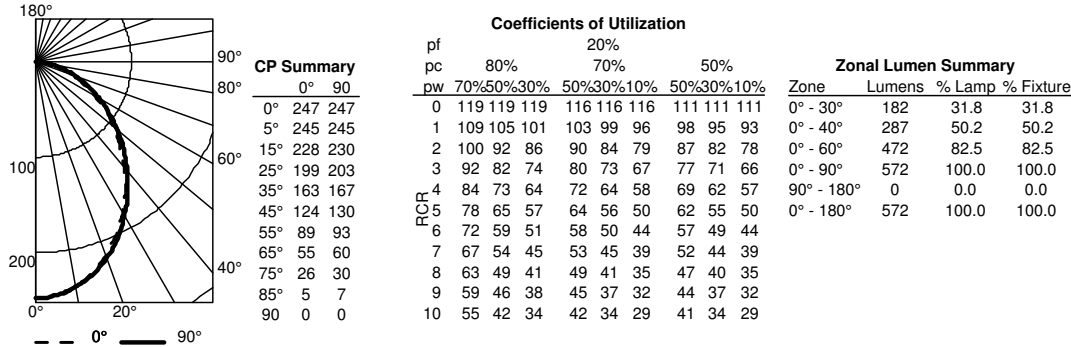 180°
90°
80°
60°
40°
100
200
0° 20°
0° 90°
CP Summary
0° 90
0° 247 247
5° 245 245
15° 228 230
25° 199 203
35° 163 167
45° 124 130
55° 89 93
65° 55 60
75° 26 30
85° 5 7
90 0 0
Coefficients of Utilization
pf 20%
pc 80% 70% 50%
pw 70%50%30% 50%30%10% 50%30%10%
RCR
0 119 119 119 116 116 116 111 111 111
1 109 105 101 103 99 96 98 95 93
2 100 92 86 90 84 79 87 82 78
3 92 82 74 80 73 67 77 71 66
4 84 73 64 72 64 58 69 62 57
5 78 65 57 64 56 50 62 55 50
6 72 59 51 58 50 44 57 49 44
7 67 54 45 53 45 39 52 44 39
8 63 49 41 49 41 35 47 40 35
9 59 46 38 45 37 32 44 37 32
10 55 42 34 42 34 29 41 34 29
Zonal Lumen Summary
Zone Lumens % Lamp % Fixture
0° - 30° 182 31.8 31.8
0° - 40° 287 50.2 50.2
0° - 60° 472 82.5 82.5
0° - 90° 572 100.0 100.0
90° - 180° 0 0.0 0.0
0° - 180° 572 100.0 100.0